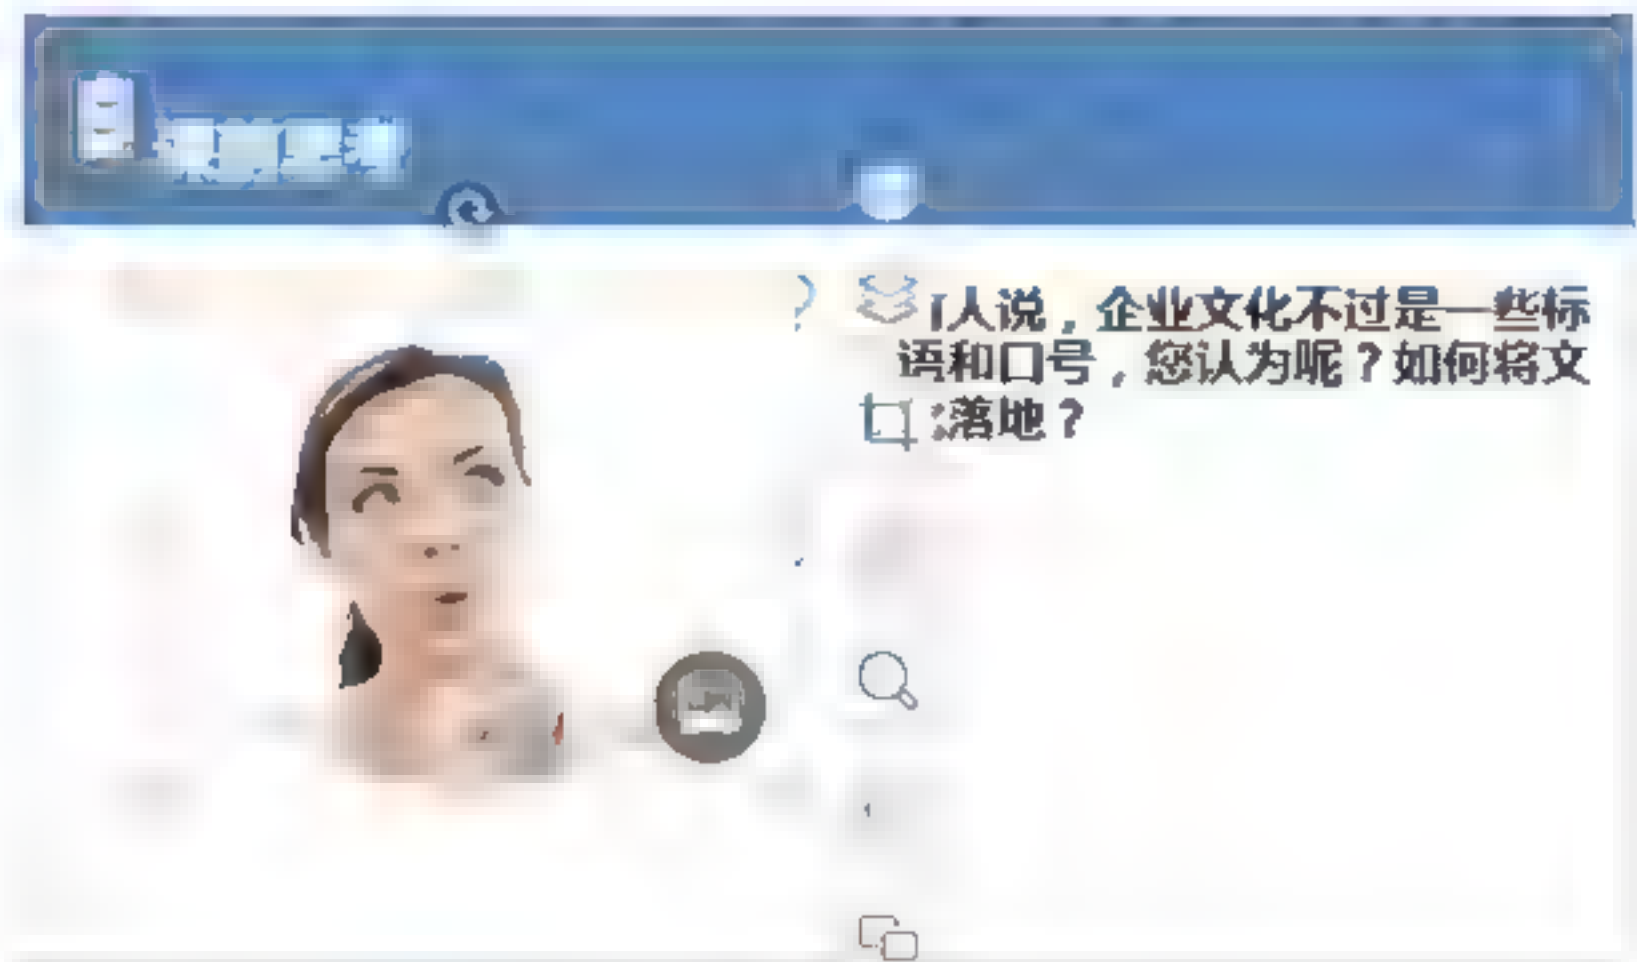 人说，企业文化不过是一些标
语和口号，您认为呢？如何将文
落地？